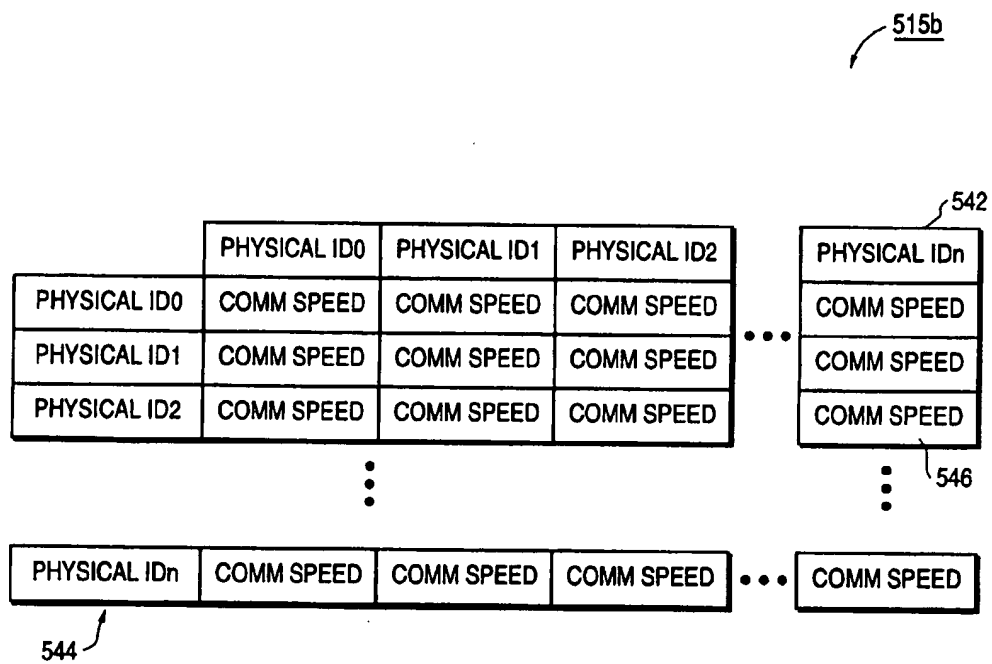 515b
542
PHYSICAL ID0 PHYSICAL ID1 PHYSICAL ID2 PHYSICAL IDn
PHYSICAL ID0 COMM SPEED COMM SPEED COMM SPEED ••• COMM SPEED
PHYSICAL ID1 COMM SPEED COMM SPEED COMM SPEED COMM SPEED
PHYSICAL ID2 COMM SPEED COMM SPEED COMM SPEED COMM SPEED
546
PHYSICAL IDn COMM SPEED COMM SPEED COMM SPEED ••• COMM SPEED
544